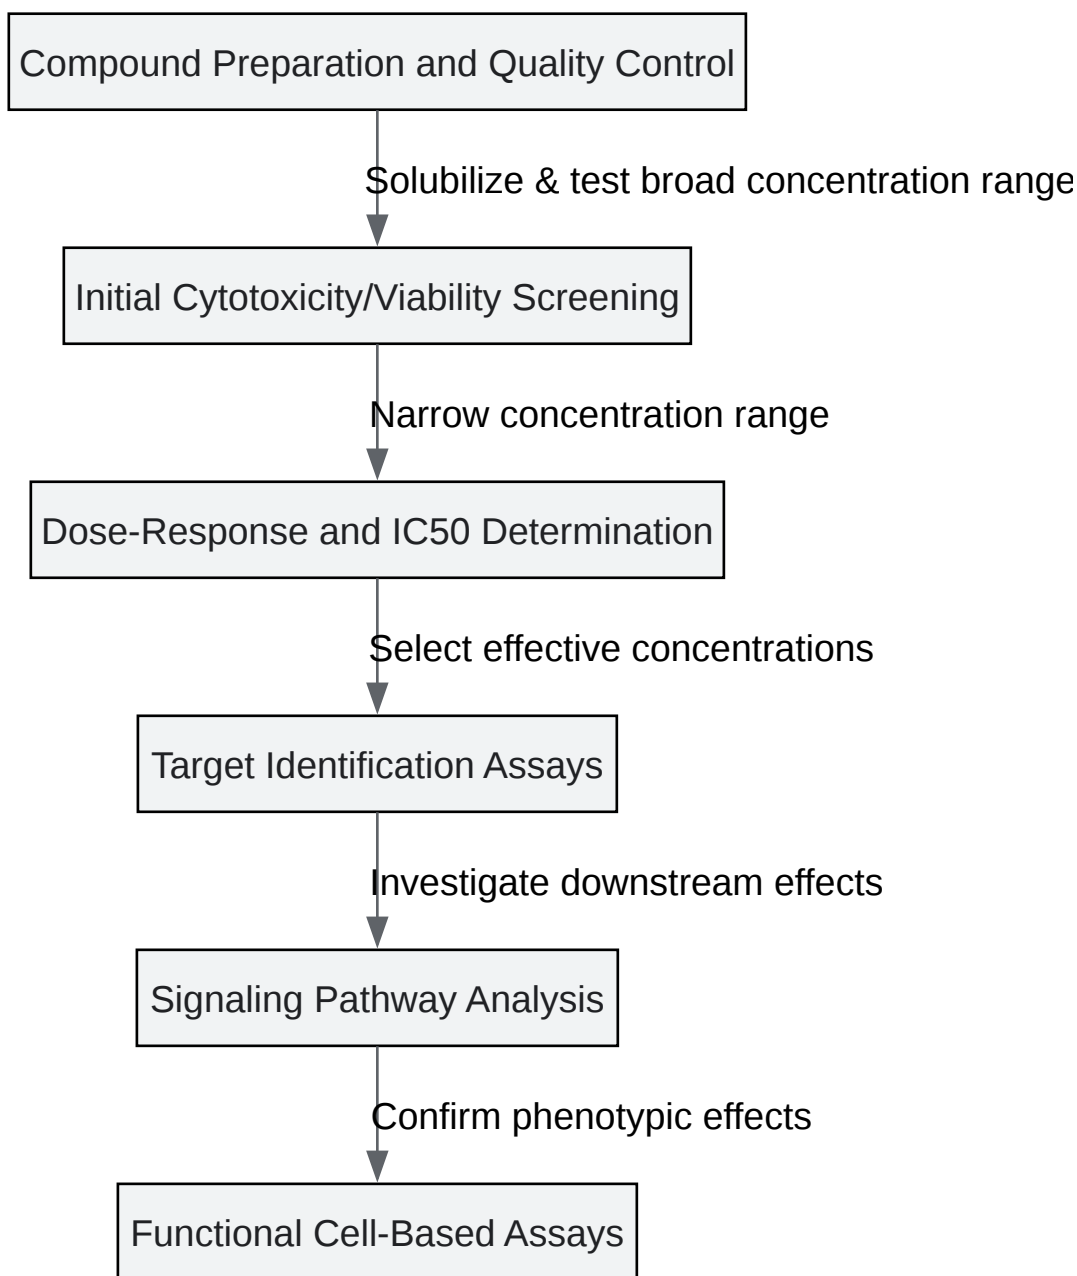 Compound Preparation and Quality Control
Solubilize & test broad concentration range
Initial Cytotoxicity/Viability Screening
Narrow concentration range
Dose-Response and IC50 Determination
Select effective concentrations
Target Identification Assays
Investigate downstream effects
Signaling Pathway Analysis
Confirm phenotypic effects
Functional Cell-Based Assays